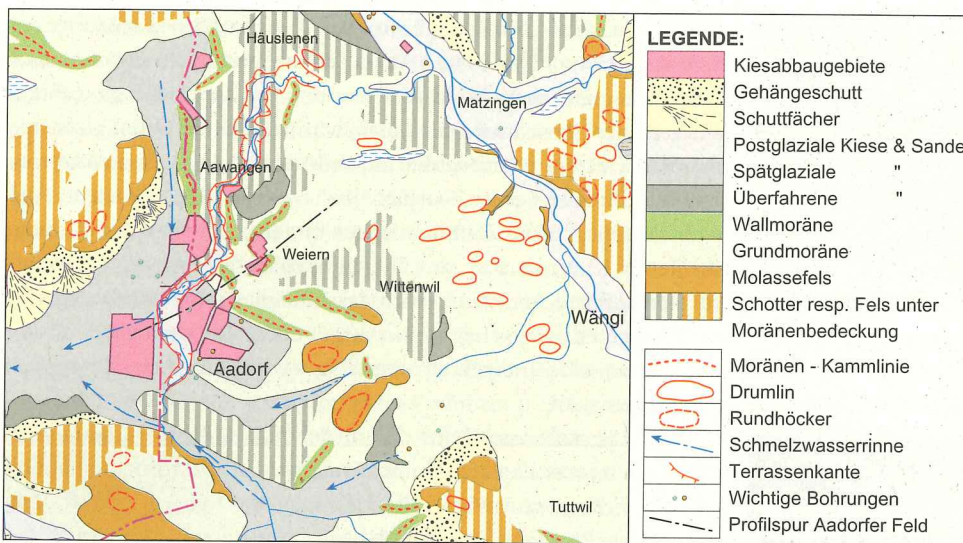 Häuslenen
Matzingen
Aawangen
Weiern
Wittenwil
Wängi
Aadorf
Tuttwil
LEGENDE:
Kiesabbaugebiete
Gehängeschutt
Schuttfächer
Postglaziale Kiese & Sande
Spätglaziale "
Überfahrene "
Wallmoräne
Grundmoräne
Molassefels
Schotter resp. Fels unter
Moränenbedeckung
Moränen - Kammlinie
Drumlin
Rundhöcker
Schmelzwasserrinne
Terrassenkante
Wichtige Bohrungen
Profilspur Aadorfer Feld